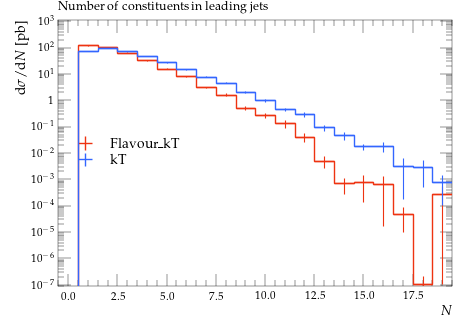 Number of constituents in leading jets
dσ/dN [pb]
10³
10²
10¹
1
10⁻¹
10⁻²
10⁻³
10⁻⁴
10⁻⁵
10⁻⁶
10⁻⁷
Flavour_kT
kT
0.0 2.5 5.0 7.5 10.0 12.5 15.0 17.5
N